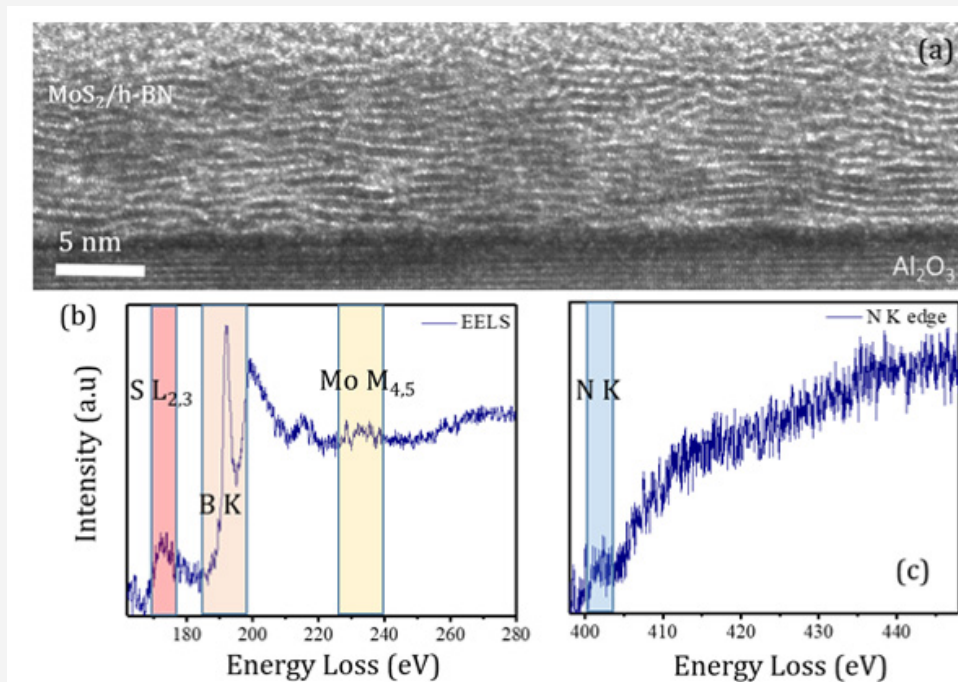 (a)
MoS₂/h-BN
5 nm
Al₂O₃
(b)
EELS
S L₂,₃
Mo M₄,₅
B K
Intensity (a.u)
180 200 220 240 260 280
Energy Loss (eV)
N K edge
N K
(c)
400 410 420 430 440
Energy Loss (eV)